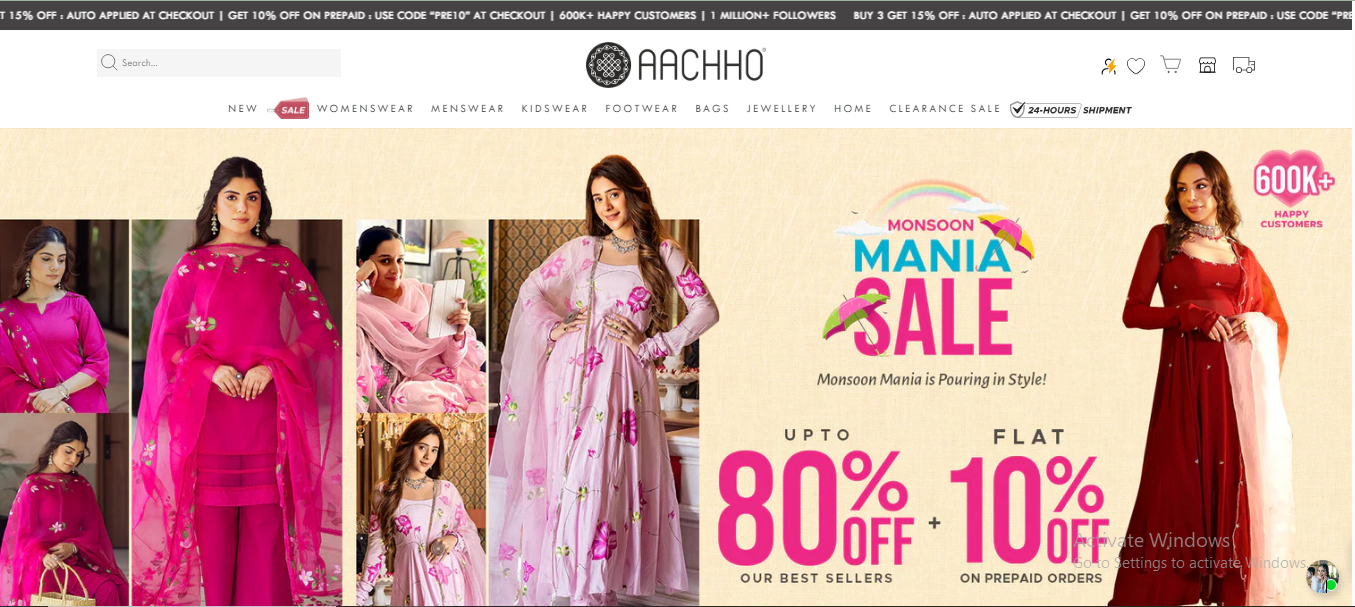 T 15% OFF : AUTO APPLIED AT CHECKOUT | GET 10% OFF ON PREPAID : USE CODE "PRE10" AT CHECKOUT | 600K+ HAPPY CUSTOMERS | 1 MILLION+ FOLLOWERS BUY 3 GET 15% OFF : AUTO APPLIED AT CHECKOUT | GET 10% OFF ON PREPAID : USE CODE "PRE
Search...
AACHHO
NEW SALE WOMENSWEAR MENSWEAR KIDSWEAR FOOTWEAR BAGS JEWELLERY HOME CLEARANCE SALE 24-HOURS SHIPMENT
600K+
HAPPY
CUSTOMERS
MONSOON
MANIA
SALE
Monsoon Mania is Pouring in Style!
UPTO
80% OFF
OUR BEST SELLERS
+
FLAT
10% OFF
ON PREPAID ORDERS
Activate Windows
Go to Settings to activate Windows.